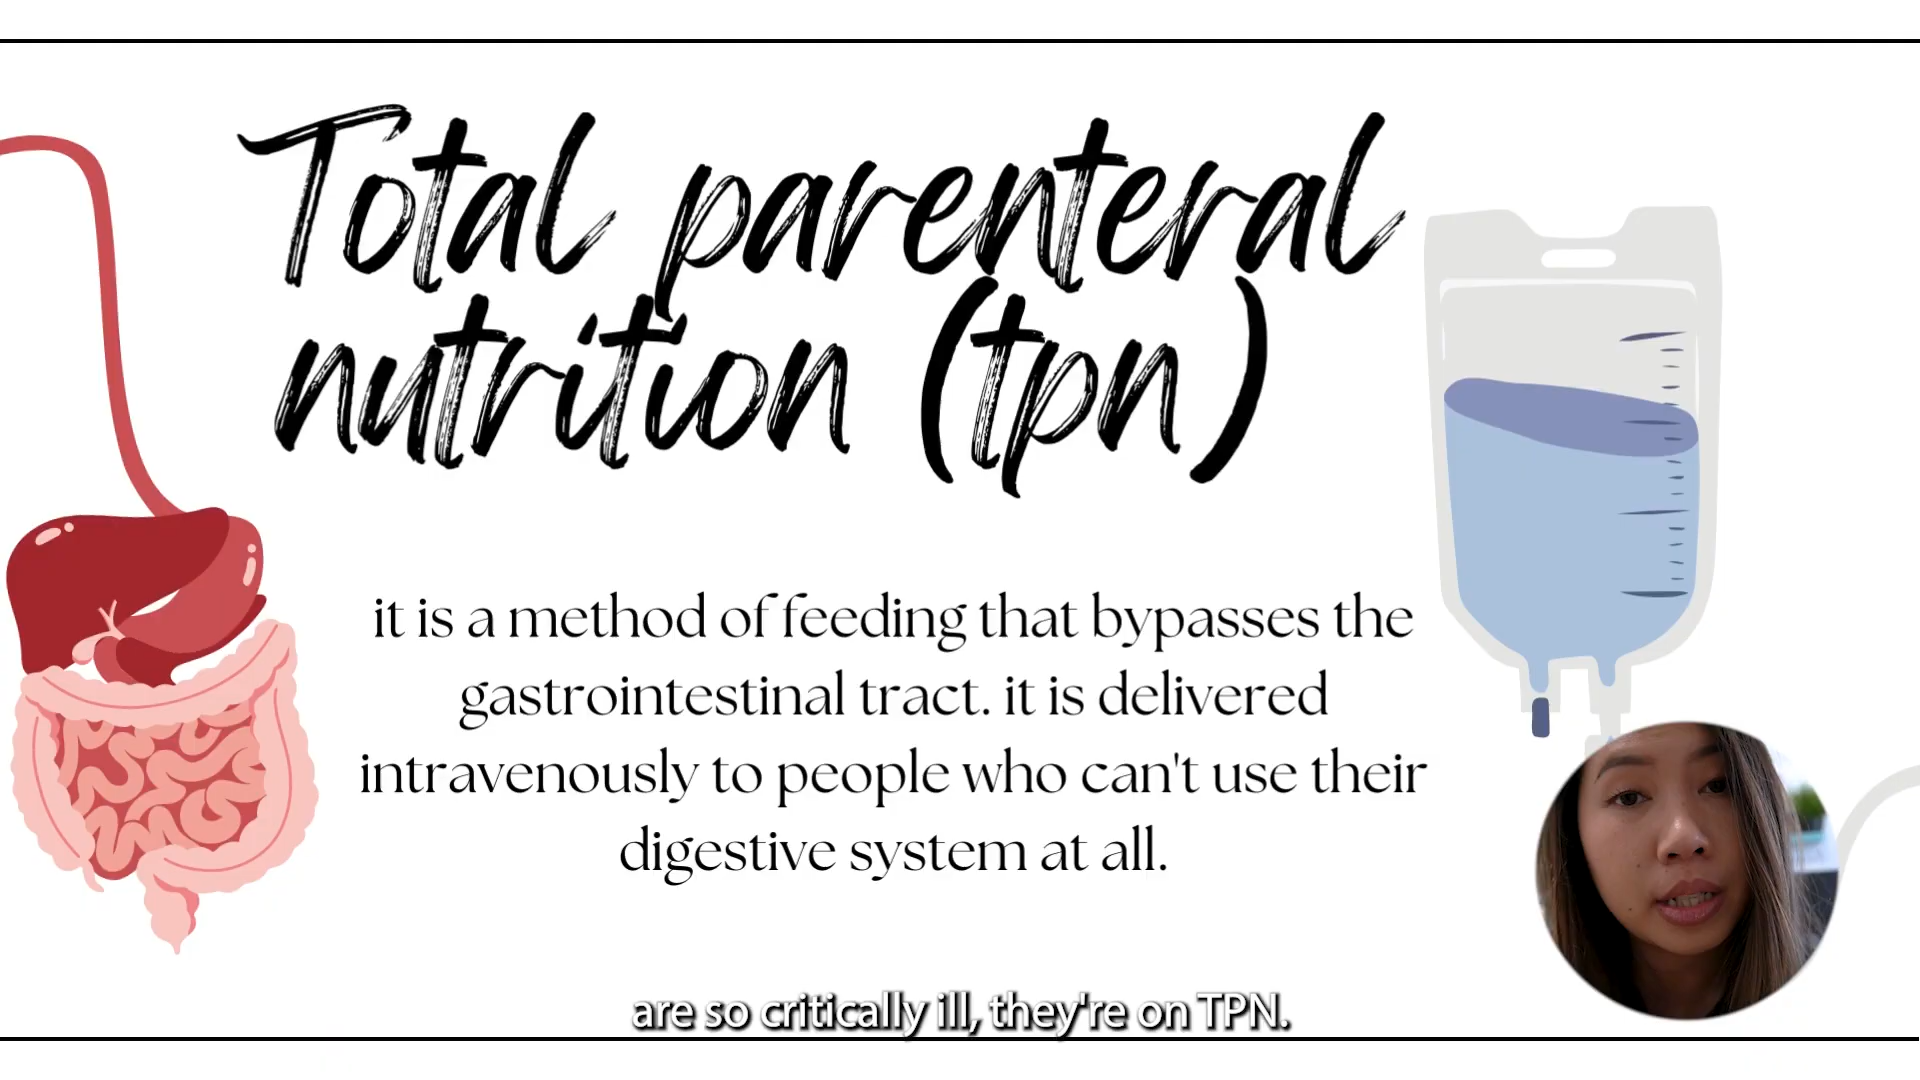 Total parenteral
nutrition (tpn)
it is a method of feeding that bypasses the
gastrointestinal tract. it is delivered
intravenously to people who can't use their
digestive system at all.
are so critically ill, they're on TPN.